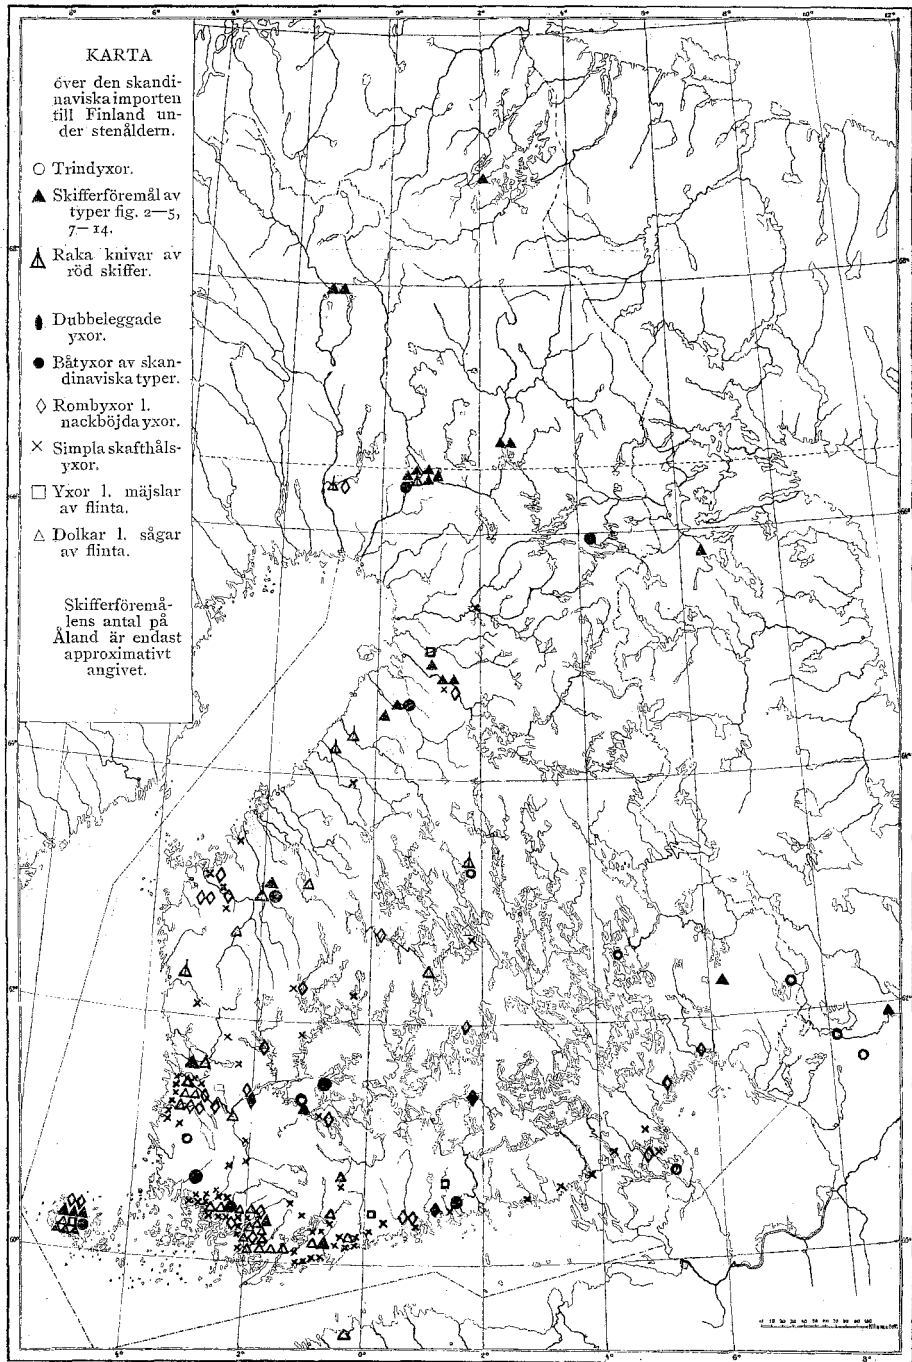 KARTA
över den skandi-
naviska importen
till Finland un-
der stenåldern.
Trindyxor.
Skifferföremål av
typer fig. 2—5,
7—14.
Raka knivar av
röd skiffer.
Dubbeleggade
yxor.
Båtyxor av skan-
dinaviska typer.
Rombyxor l.
nackböjda yxor.
Simpla skafthåls-
yxor.
Yxor l. mäjslar
av flinta.
Dolkar l. sågar
av flinta.
Skifferföremå-
lens antal på
Åland är endast
approximativt
angivet.